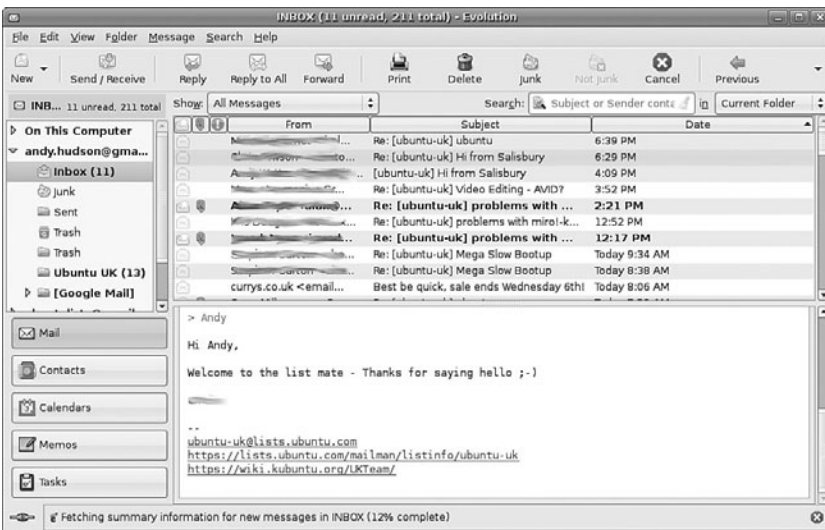 INBOX (11 unread, 211 total) - Evolution
File Edit View Folder Message Search Help
New Send / Receive Reply Reply to All Forward Print Delete Junk Not Junk Cancel Previous
INB... 11 unread, 211 total Show: All Messages Search: Subject or Sender conta in Current Folder
From Subject Date
On This Computer
andy.hudson@gma...
Inbox (11)
Junk
Sent
Trash
Trash
Ubuntu UK (13)
[Google Mail]
Re: [ubuntu-uk] ubuntu 6:39 PM
Re: [ubuntu-uk] Hi from Salisbury 6:29 PM
[ubuntu-uk] Hi from Salisbury 4:09 PM
Re: [ubuntu-uk] Video Editing - AVID? 3:52 PM
Re: [ubuntu-uk] problems with ... 2:21 PM
Re: [ubuntu-uk] problems with miro!-k... 12:52 PM
Re: [ubuntu-uk] problems with ... 12:17 PM
Re: [ubuntu-uk] Mega Slow Bootup Today 9:34 AM
Re: [ubuntu-uk] Mega Slow Bootup Today 8:38 AM
currys.co.uk <email... Best be quick, sale ends Wednesday 6th! Today 8:06 AM
Mail
Contacts
Calendars
Memos
Tasks
> Andy
Hi Andy,
Welcome to the list mate - Thanks for saying hello ;-)
--
ubuntu-uk@lists.ubuntu.com
https://lists.ubuntu.com/mailman/listinfo/ubuntu-uk
https://wiki.kubuntu.org/UKTeam/
Fetching summary information for new messages in INBOX (12% complete)